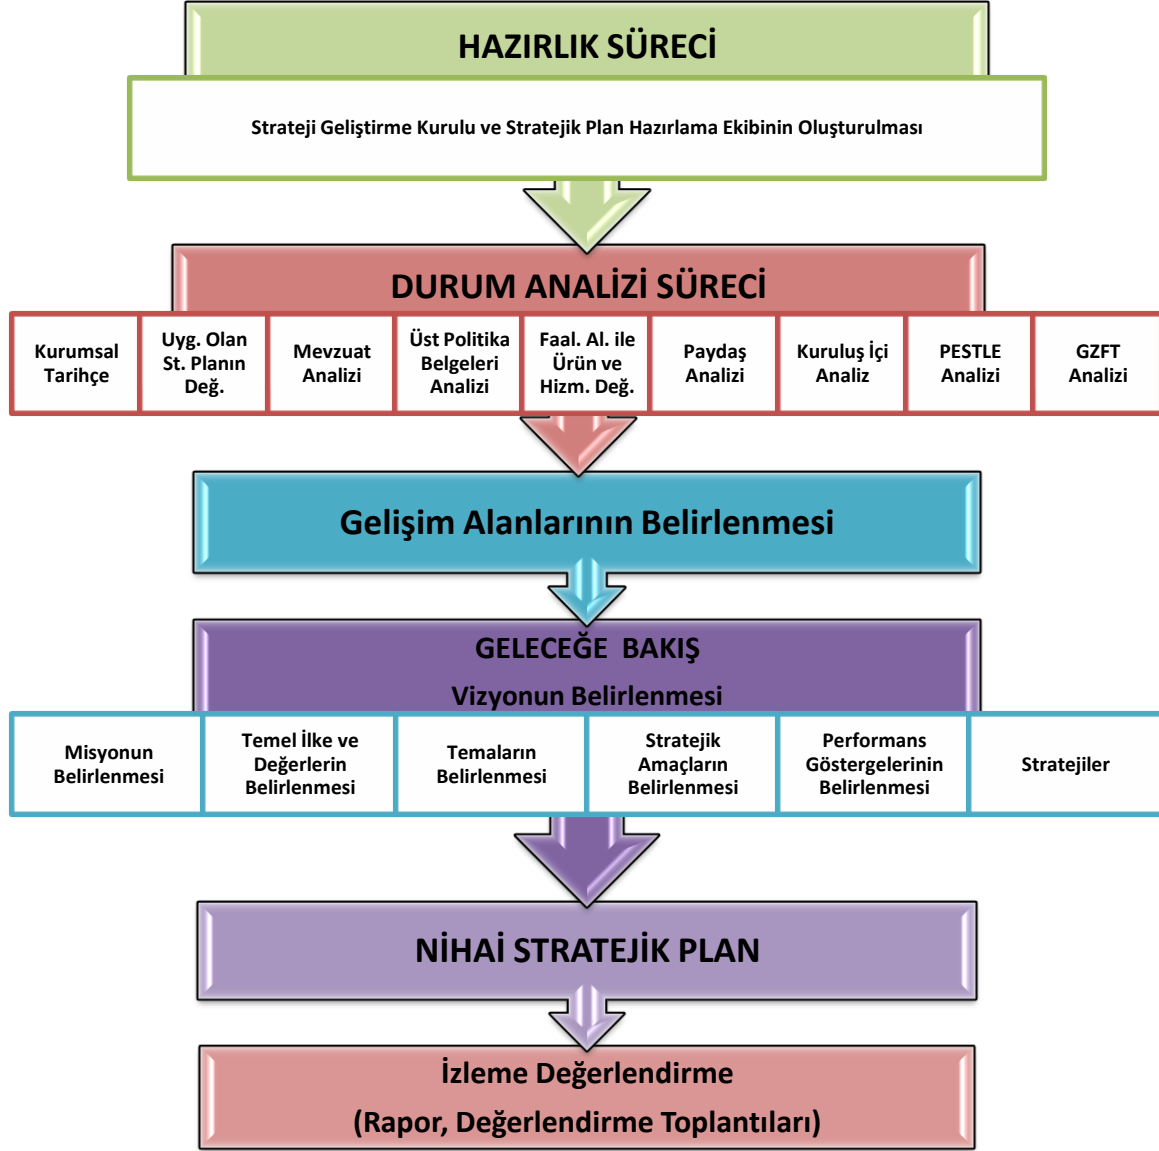 HAZIRLIK SÜRECİ
Strateji Geliştirme Kurulu ve Stratejik Plan Hazırlama Ekibinin Oluşturulması
DURUM ANALİZİ SÜRECİ
Kurumsal
Tarihçe
Uyg. Olan
St. Planın
Değ.
Mevzuat
Analizi
Üst Politika
Belgeleri
Analizi
Faal. Al. ile
Ürün ve
Hizm. Değ.
Paydaş
Analizi
Kuruluş İçi
Analiz
PESTLE
Analizi
GZFT
Analizi
Gelişim Alanlarının Belirlenmesi
GELECEĞE BAKIŞ
Vizyonun Belirlenmesi
Misyonun
Belirlenmesi
Temel İlke ve
Değerlerin
Belirlenmesi
Temaların
Belirlenmesi
Stratejik
Amaçların
Belirlenmesi
Performans
Göstergelerinin
Belirlenmesi
Stratejiler
NİHAİ STRATEJİK PLAN
İzleme Değerlendirme
(Rapor, Değerlendirme Toplantıları)